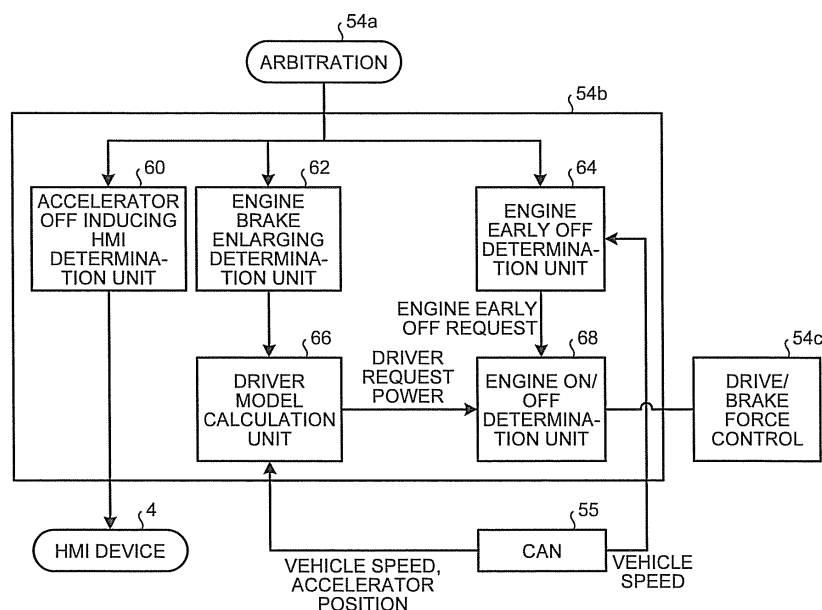 54a
ARBITRATION
54b
60
ACCELERATOR
OFF INDUCING
HMI
DETERMINA-
TION UNIT
62
ENGINE
BRAKE
ENLARGING
DETERMINA-
TION UNIT
64
ENGINE
EARLY OFF
DETERMINA-
TION UNIT
ENGINE EARLY
OFF REQUEST
66
DRIVER
MODEL
CALCULATION
UNIT
DRIVER
REQUEST
POWER
68
ENGINE ON/
OFF
DETERMINA-
TION UNIT
54c
DRIVE/
BRAKE
FORCE
CONTROL
4
HMI DEVICE
VEHICLE SPEED,
ACCELERATOR
POSITION
55
CAN
VEHICLE
SPEED